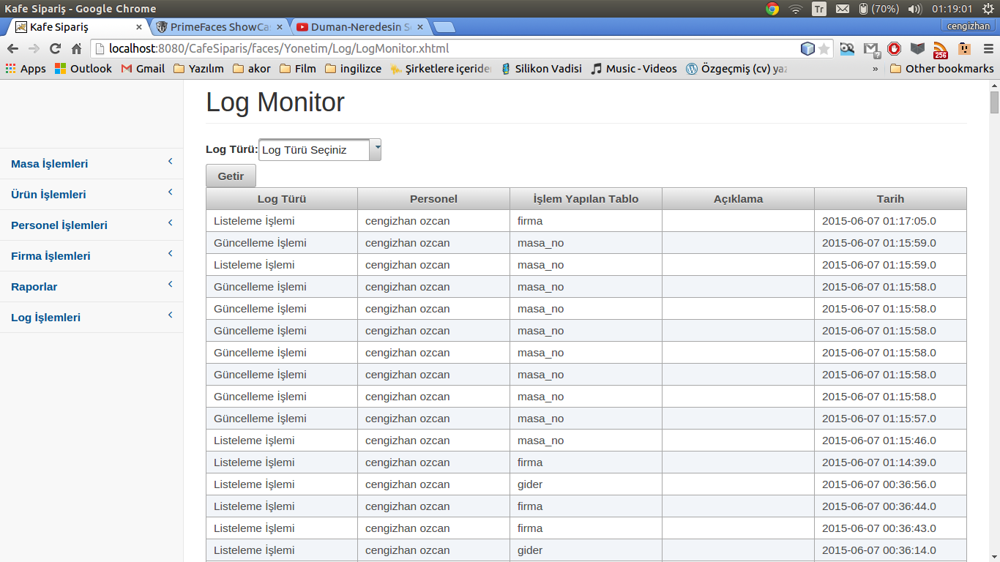 Kafe Sipariş - Google Chrome
Tr (70%) 01:19:01
Kafe Sipariş × PrimeFaces ShowCa × Duman-Neredesin S × cengizhan
localhost:8080/CafeSiparis/faces/Yonetim/Log/LogMonitor.xhtml
? 256
Apps Outlook Gmail Yazılım akor Film ingilizce Şirketlere içeriden Silikon Vadisi Music - Videos Özgeçmiş (cv) yaz » Other bookmarks
Masa İşlemleri
Ürün İşlemleri
Personel İşlemleri
Firma İşlemleri
Raporlar
Log İşlemleri
Log Monitor
Log Türü: Log Türü Seçiniz
Getir
Log Türü Personel İşlem Yapılan Tablo Açıklama Tarih
Listeleme İşlemi cengizhan ozcan firma 2015-06-07 01:17:05.0
Güncelleme İşlemi cengizhan ozcan masa_no 2015-06-07 01:15:59.0
Listeleme İşlemi cengizhan ozcan masa_no 2015-06-07 01:15:59.0
Güncelleme İşlemi cengizhan ozcan masa_no 2015-06-07 01:15:58.0
Güncelleme İşlemi cengizhan ozcan masa_no 2015-06-07 01:15:58.0
Güncelleme İşlemi cengizhan ozcan masa_no 2015-06-07 01:15:58.0
Güncelleme İşlemi cengizhan ozcan masa_no 2015-06-07 01:15:58.0
Güncelleme İşlemi cengizhan ozcan masa_no 2015-06-07 01:15:58.0
Güncelleme İşlemi cengizhan ozcan masa_no 2015-06-07 01:15:58.0
Güncelleme İşlemi cengizhan ozcan masa_no 2015-06-07 01:15:57.0
Listeleme İşlemi cengizhan ozcan masa_no 2015-06-07 01:15:46.0
Listeleme İşlemi cengizhan ozcan firma 2015-06-07 01:14:39.0
Listeleme İşlemi cengizhan ozcan gider 2015-06-07 00:36:56.0
Listeleme İşlemi cengizhan ozcan firma 2015-06-07 00:36:44.0
Listeleme İşlemi cengizhan ozcan firma 2015-06-07 00:36:43.0
Listeleme İşlemi cengizhan ozcan gider 2015-06-07 00:36:14.0